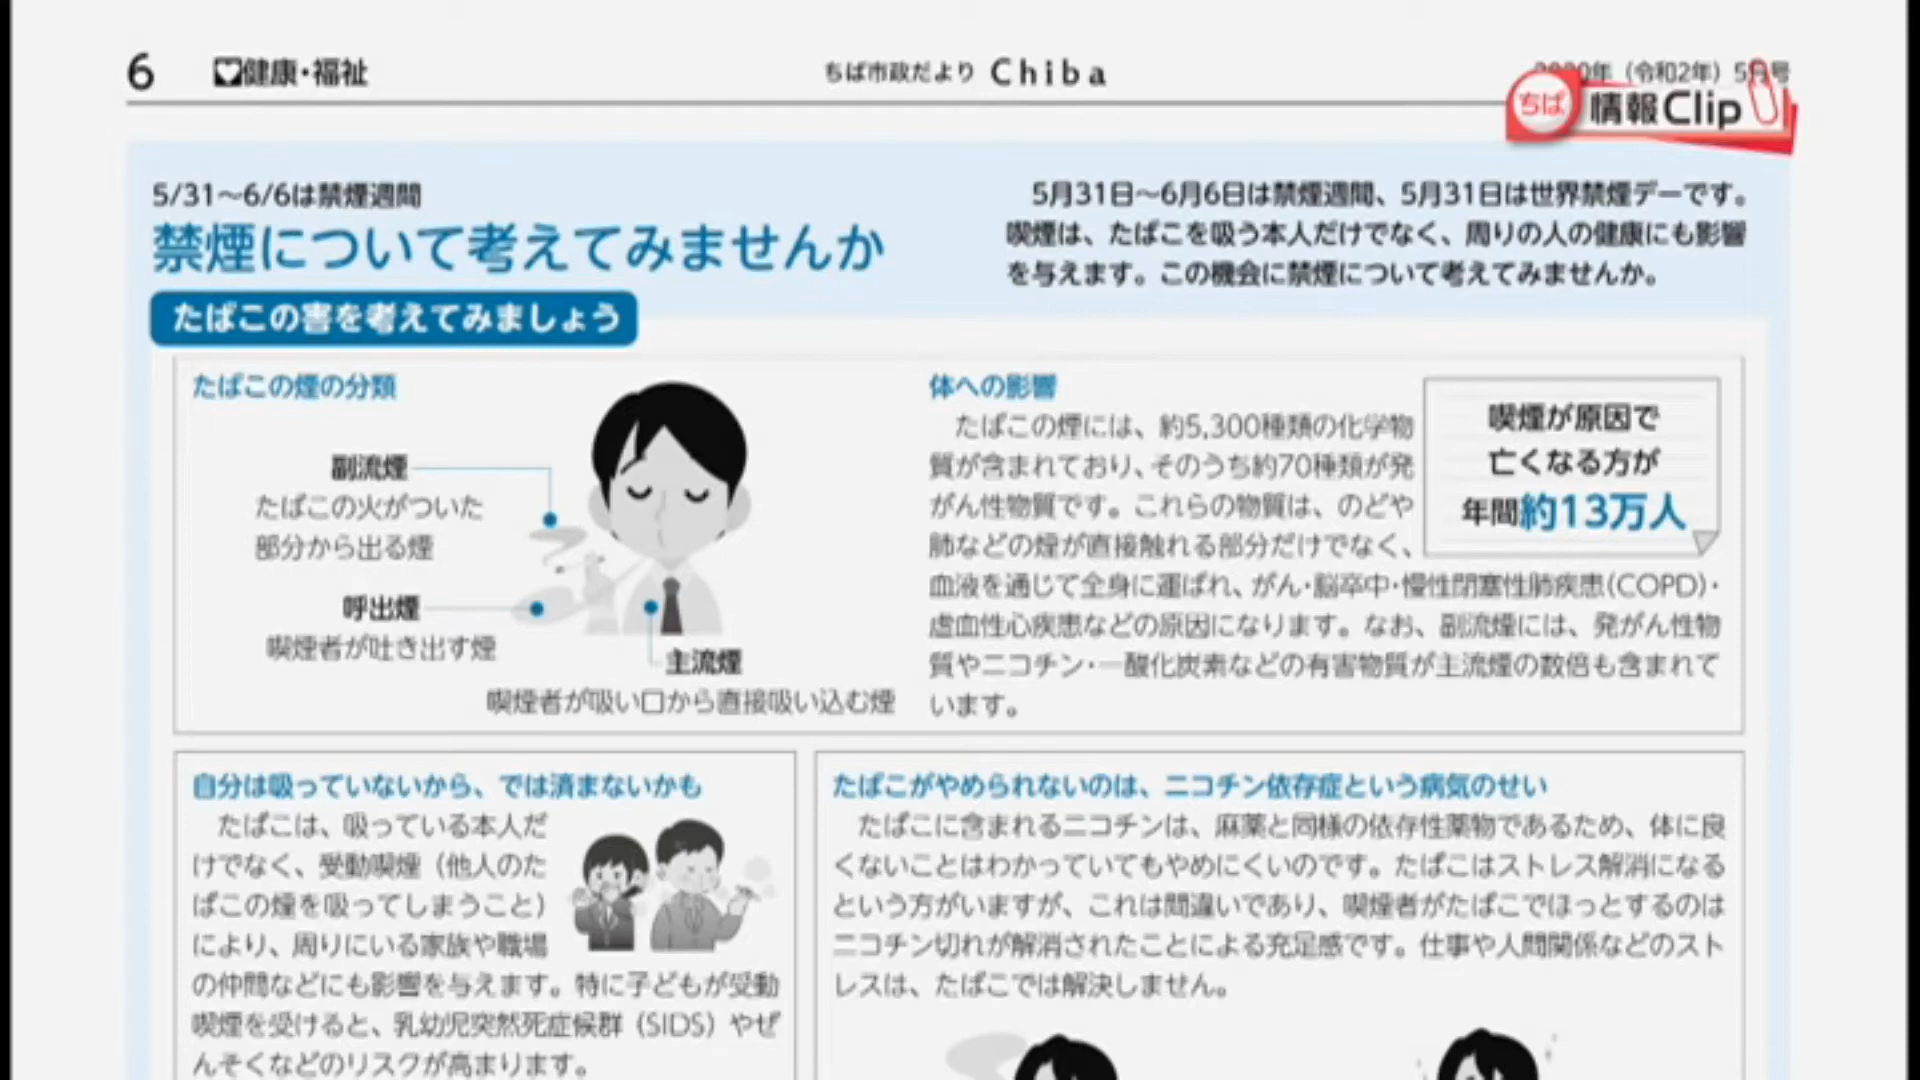 6
健康・福祉
ちば市政だより Chiba
0年（令和2年）5月号
ちば 情報Clip
5/31～6/6は禁煙週間
禁煙について考えてみませんか
5月31日～6月6日は禁煙週間、5月31日は世界禁煙デーです。
喫煙は、たばこを吸う本人だけでなく、周りの人の健康にも影響
を与えます。この機会に禁煙について考えてみませんか。
たばこの害を考えてみましょう
たばこの煙の分類
副流煙
たばこの火がついた
部分から出る煙
呼出煙
喫煙者が吐き出す煙
主流煙
喫煙者が吸い口から直接吸い込む煙
体への影響
たばこの煙には、約5,300種類の化学物
質が含まれており、そのうち約70種類が発
がん性物質です。これらの物質は、のどや
肺などの煙が直接触れる部分だけでなく、
血液を通じて全身に運ばれ、がん・脳卒中・慢性閉塞性肺疾患(COPD)・
虚血性心疾患などの原因になります。なお、副流煙には、発がん性物
質やニコチン・一酸化炭素などの有害物質が主流煙の数倍も含まれて
います。
喫煙が原因で
亡くなる方が
年間約13万人
自分は吸っていないから、では済まないかも
たばこは、吸っている本人だ
けでなく、受動喫煙（他人のた
ばこの煙を吸ってしまうこと）
により、周りにいる家族や職場
の仲間などにも影響を与えます。特に子どもが受動
喫煙を受けると、乳幼児突然死症候群（SIDS）やぜ
んそくなどのリスクが高まります。
たばこがやめられないのは、ニコチン依存症という病気のせい
たばこに含まれるニコチンは、麻薬と同様の依存性薬物であるため、体に良
くないことはわかっていてもやめにくいのです。たばこはストレス解消になる
という方がいますが、これは間違いであり、喫煙者がたばこでほっとするのは
ニコチン切れが解消されたことによる充足感です。仕事や人間関係などのスト
レスは、たばこでは解決しません。